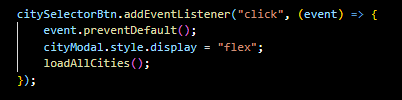 citySelectorBtn.addEventListener("click", (event) => {
    event.preventDefault();
    cityModal.style.display = "flex";
    loadAllCities();
});